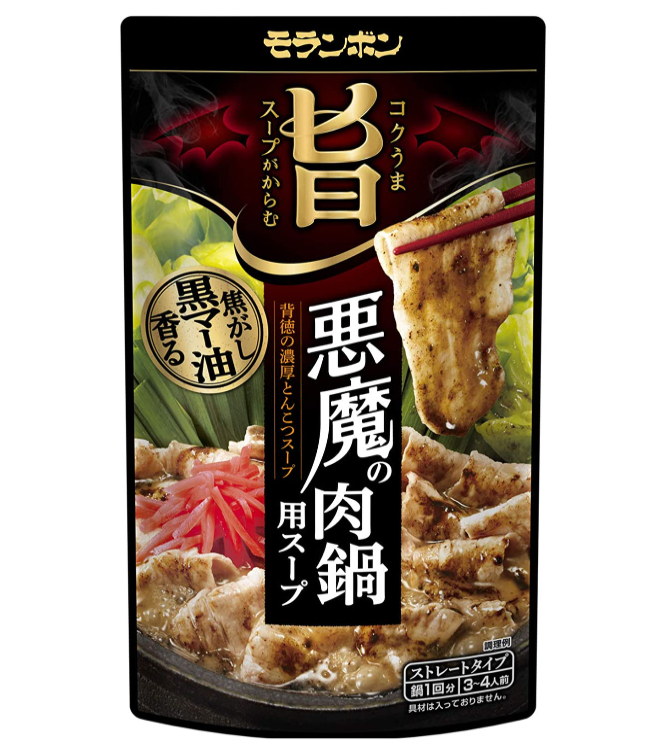 モランボン
コクうま
旨
スープがからむ
焦がし
黒マー油
香る
背徳の濃厚とんこつスープ
悪魔の肉鍋
用スープ
調理例
ストレートタイプ
鍋1回分 3~4人前
具材は入っておりません。